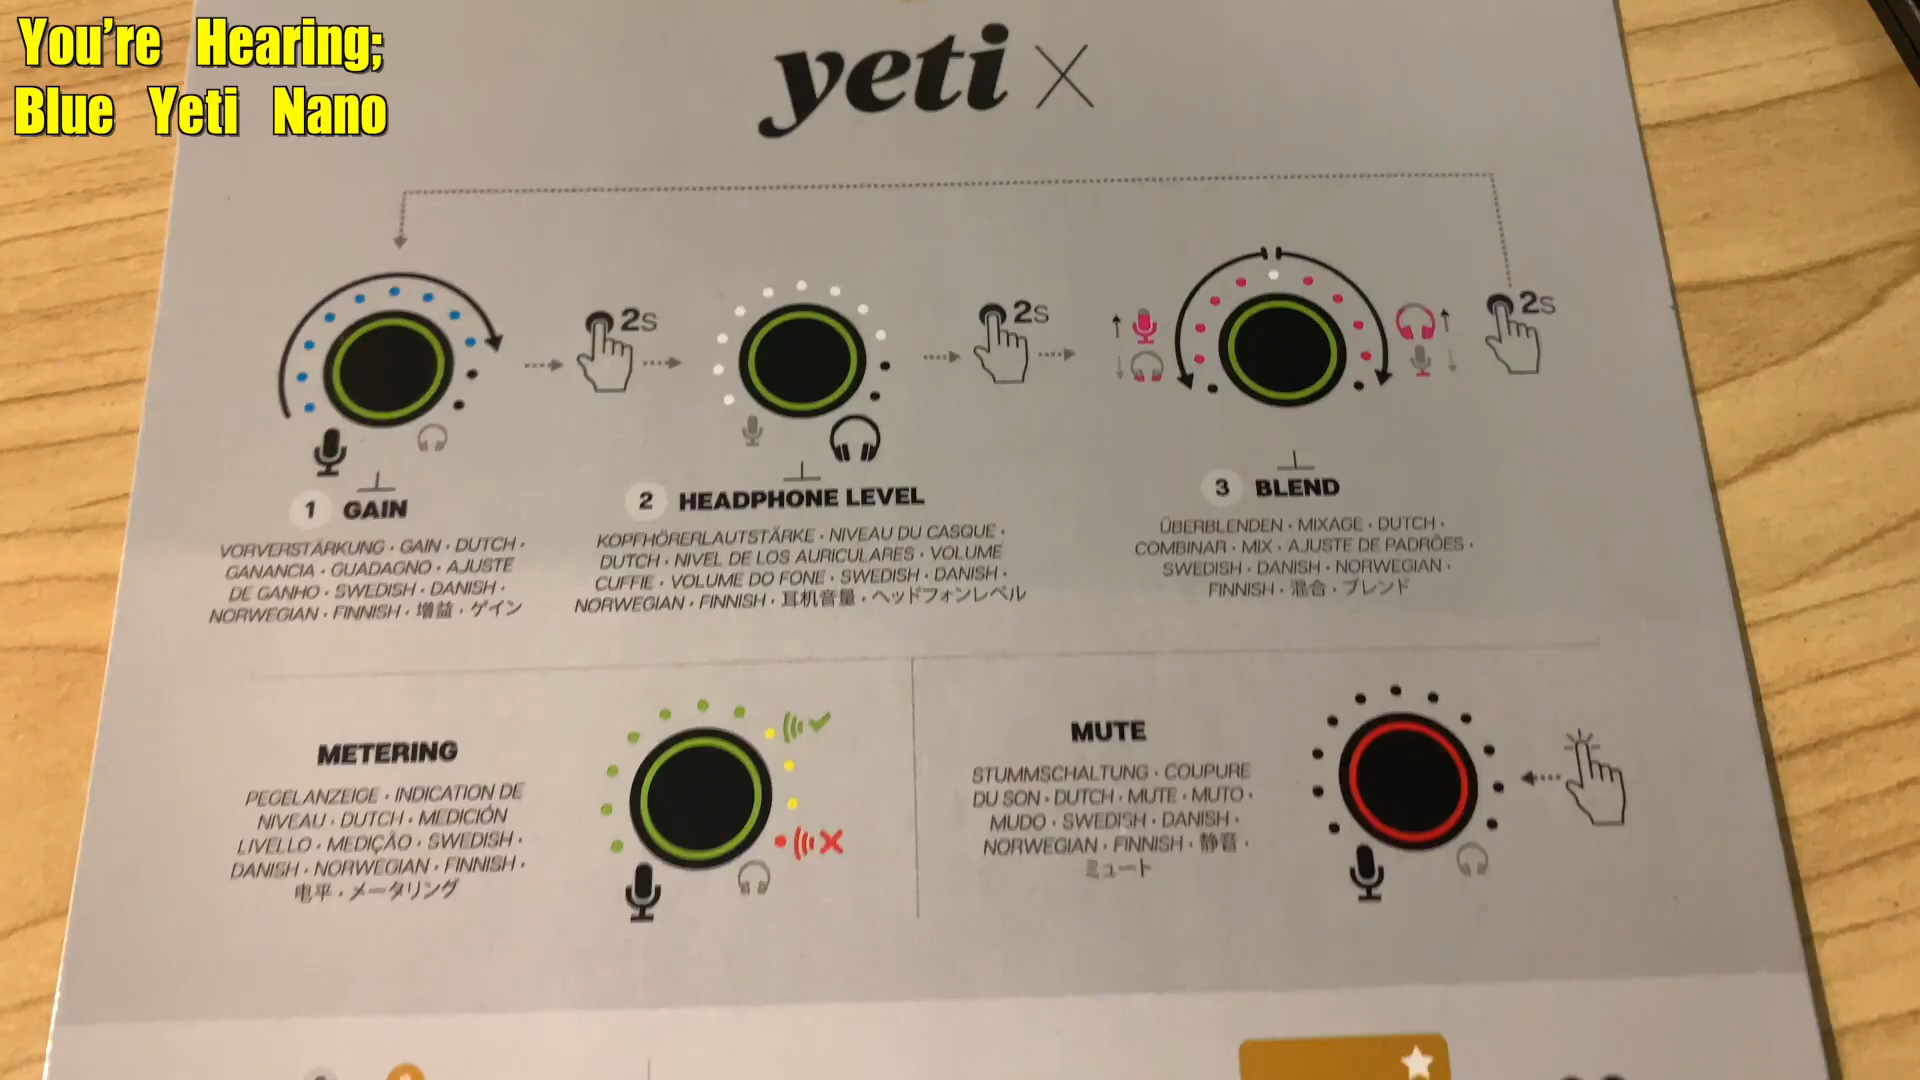 You're Hearing;
Blue Yeti Nano
yeti X
2s
2s
2s
1 GAIN
VORVERSTÄRKUNG · GAIN · DUTCH ·
GANANCIA · GUADAGNO · AJUSTE
DE GANHO · SWEDISH · DANISH ·
NORWEGIAN · FINNISH · 增益 · ゲイン
2 HEADPHONE LEVEL
KOPFHÖRERLAUTSTÄRKE · NIVEAU DU CASQUE ·
DUTCH · NIVEL DE LOS AURICULARES · VOLUME
CUFFIE · VOLUME DO FONE · SWEDISH · DANISH ·
NORWEGIAN · FINNISH · 耳机音量 · ヘッドフォンレベル
3 BLEND
ÜBERBLENDEN · MIXAGE · DUTCH ·
COMBINAR · MIX · AJUSTE DE PADRÕES ·
SWEDISH · DANISH · NORWEGIAN ·
FINNISH · 混合 · ブレンド
METERING
PEGELANZEIGE · INDICATION DE
NIVEAU · DUTCH · MEDICIÓN
LIVELLO · MEDIÇÃO · SWEDISH ·
DANISH · NORWEGIAN · FINNISH ·
电平 · メータリング
MUTE
STUMMSCHALTUNG · COUPURE
DU SON · DUTCH · MUTE · MUTO ·
MUDO · SWEDISH · DANISH ·
NORWEGIAN · FINNISH · 静音 ·
ミュート